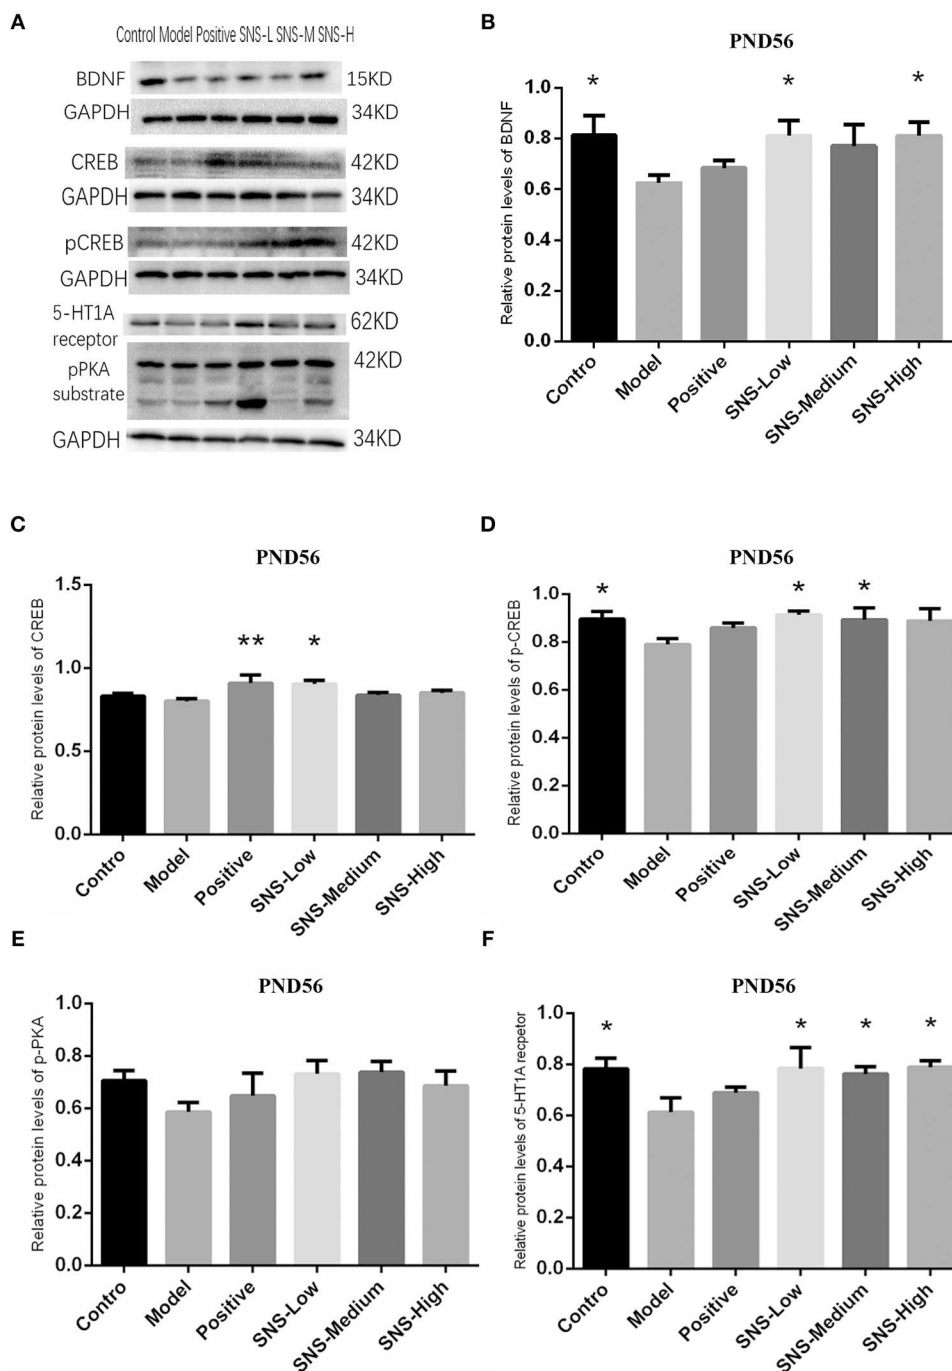 A
Control Model Positive SNS-L SNS-M SNS-H
BDNF 15KD
GAPDH 34KD
CREB 42KD
GAPDH 34KD
pCREB 42KD
GAPDH 34KD
5-HT1A
receptor 62KD
pPKA 42KD
substrate
GAPDH 34KD
B
PND56
Relative protein levels of BDNF
1.0
0.8
0.6
0.4
0.2
0.0
* * *
Contro
Model
Positive
SNS-Low
SNS-Medium
SNS-High
C
PND56
Relative protein levels of CREB
1.5
1.0
0.5
0.0
** *
Contro
Model
Positive
SNS-Low
SNS-Medium
SNS-High
D
PND56
Relative protein levels of p-CREB
1.0
0.8
0.6
0.4
0.2
0.0
* * *
Contro
Model
Positive
SNS-Low
SNS-Medium
SNS-High
E
PND56
Relative protein levels of p-PKA
1.0
0.8
0.6
0.4
0.2
0.0
Contro
Model
Positive
SNS-Low
SNS-Medium
SNS-High
F
PND56
Relative protein levels of 5-HT1A recpetor
1.0
0.8
0.6
0.4
0.2
0.0
* * * *
Contro
Model
Positive
SNS-Low
SNS-Medium
SNS-High